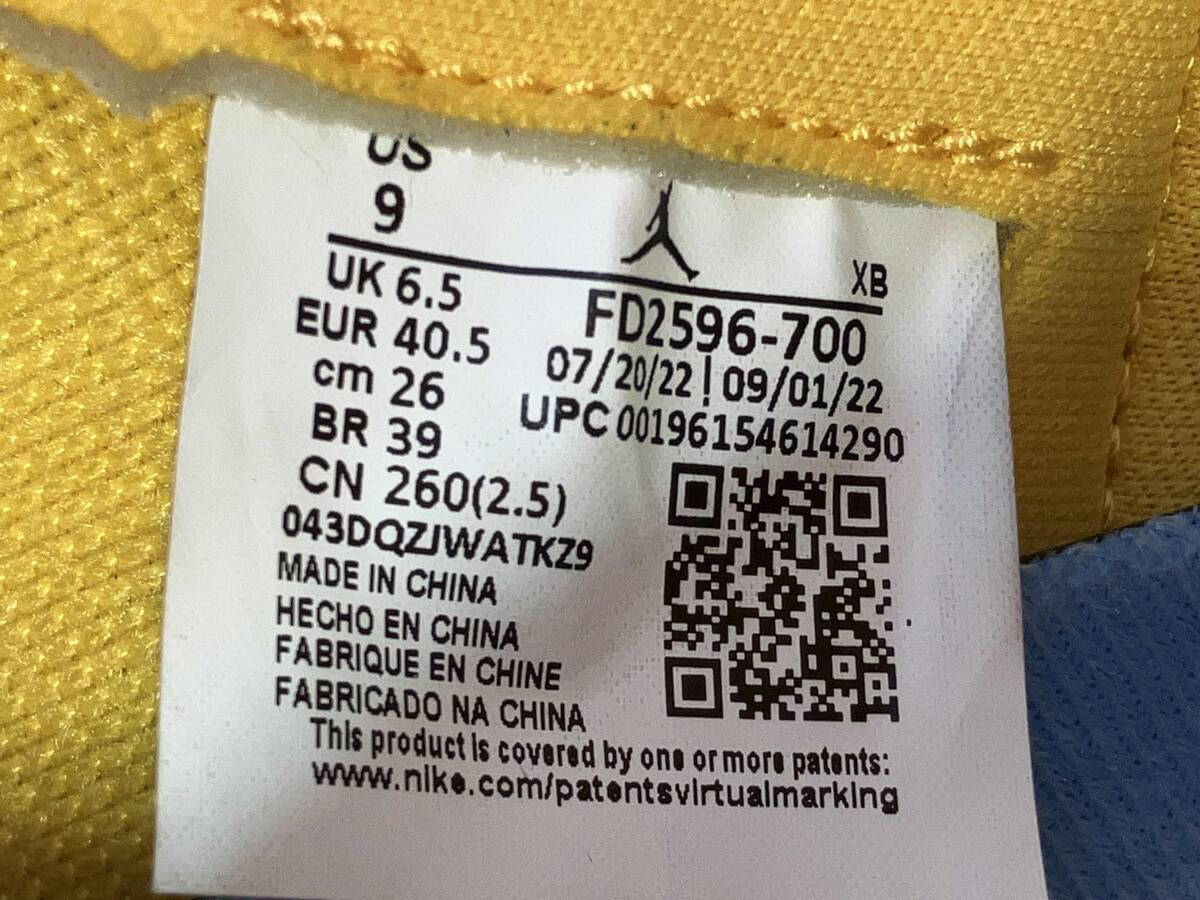 US
9
XB
UK 6.5
EUR 40.5
cm 26
BR 39
CN 260(2.5)
FD2596-700
07/20/22 | 09/01/22
UPC 00196154614290
043DQZJWATKZ9
MADE IN CHINA
HECHO EN CHINA
FABRIQUE EN CHINE
FABRICADO NA CHINA
This product is covered by one or more patents:
www.nike.com/patentsvirtualmarking